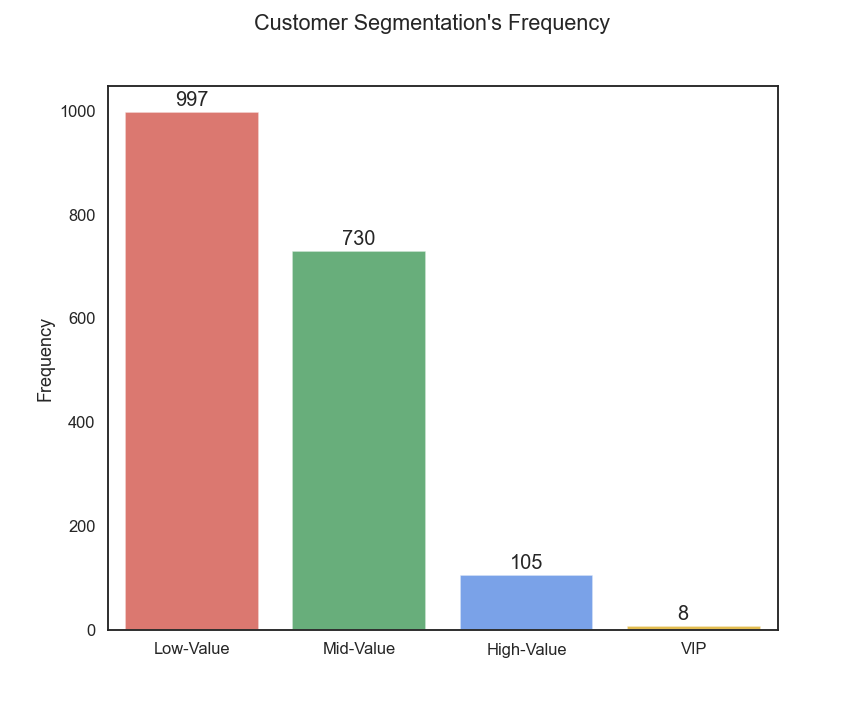 Customer Segmentation's Frequency
997
1000
800
730
600
Frequency
400
200
105
8
0
Low-Value
Mid-Value
High-Value
VIP